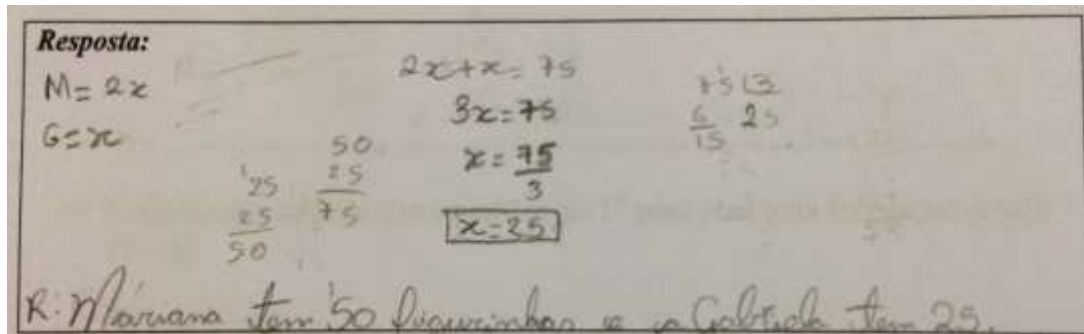 Resposta:
M = 2x
G = x
2x + x = 75
3x = 75
x = 75
3
x = 25
75 3
6 25
15
25
25
50
50
25
75
R: Mariana tem 50 figurinhas e a Gabriela tem 25